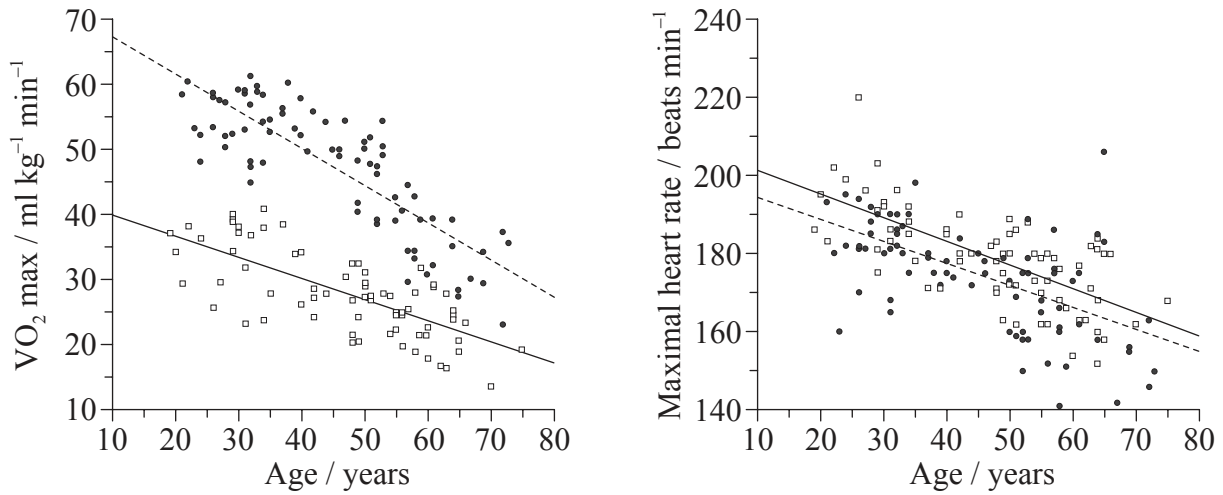 VO₂ max / ml kg⁻¹ min⁻¹
70
60
50
40
30
20
10
10 20 30 40 50 60 70 80
Age / years
Maximal heart rate / beats min⁻¹
240
220
200
180
160
140
10 20 30 40 50 60 70 80
Age / years